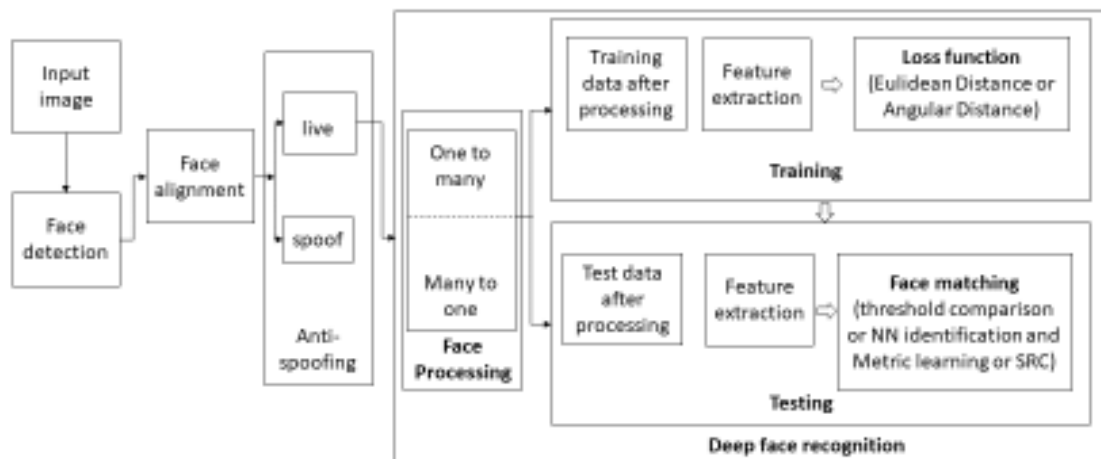 Input
image
Face
detection
Face
alignment
live
spoof
Anti-
spoofing
One to
many
Many to
one
Face
Processing
Training
data after
processing
Feature
extraction
Loss function
(Eulidean Distance or
Angular Distance)
Training
Test data
after
processing
Feature
extraction
Face matching
(threshold comparison
or NN identification and
Metric learning or SRC)
Testing
Deep face recognition